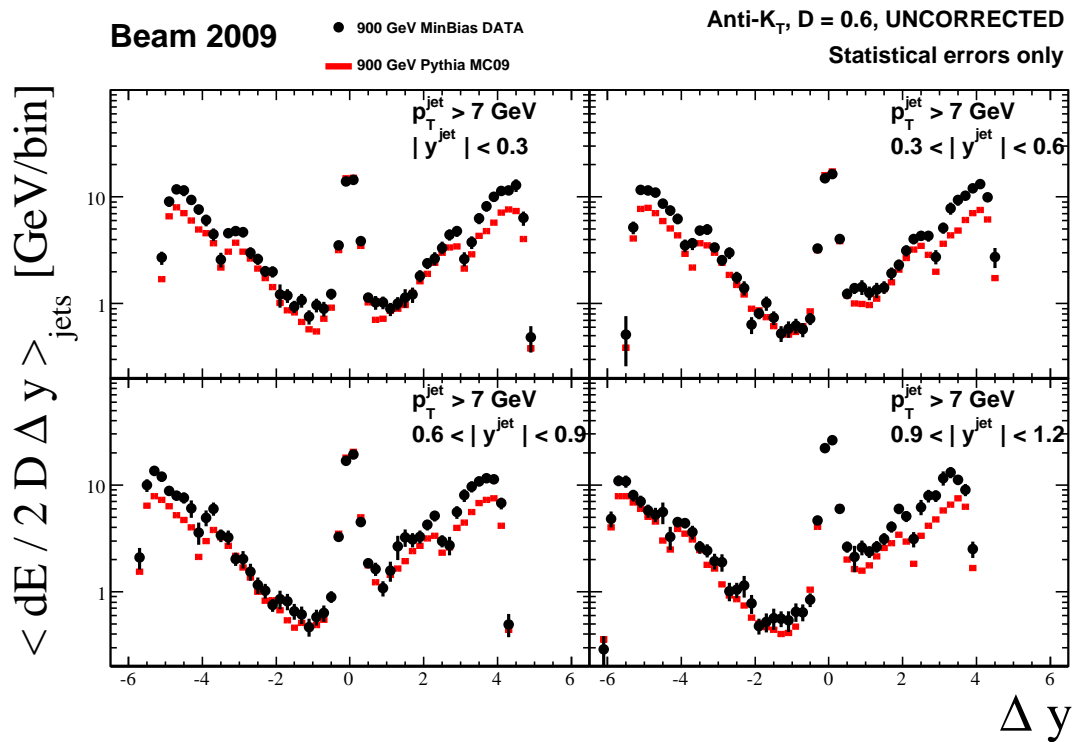 Beam 2009
900 GeV MinBias DATA
900 GeV Pythia MC09
Anti-K_T, D = 0.6, UNCORRECTED
Statistical errors only
< dE / 2 D Δ y >_jets [GeV/bin]
p_T^jet > 7 GeV
| y^jet | < 0.3
p_T^jet > 7 GeV
0.3 < | y^jet | < 0.6
10
1
p_T^jet > 7 GeV
0.6 < | y^jet | < 0.9
p_T^jet > 7 GeV
0.9 < | y^jet | < 1.2
10
1
-6 -4 -2 0 2 4 6
-6 -4 -2 0 2 4 6
Δ y